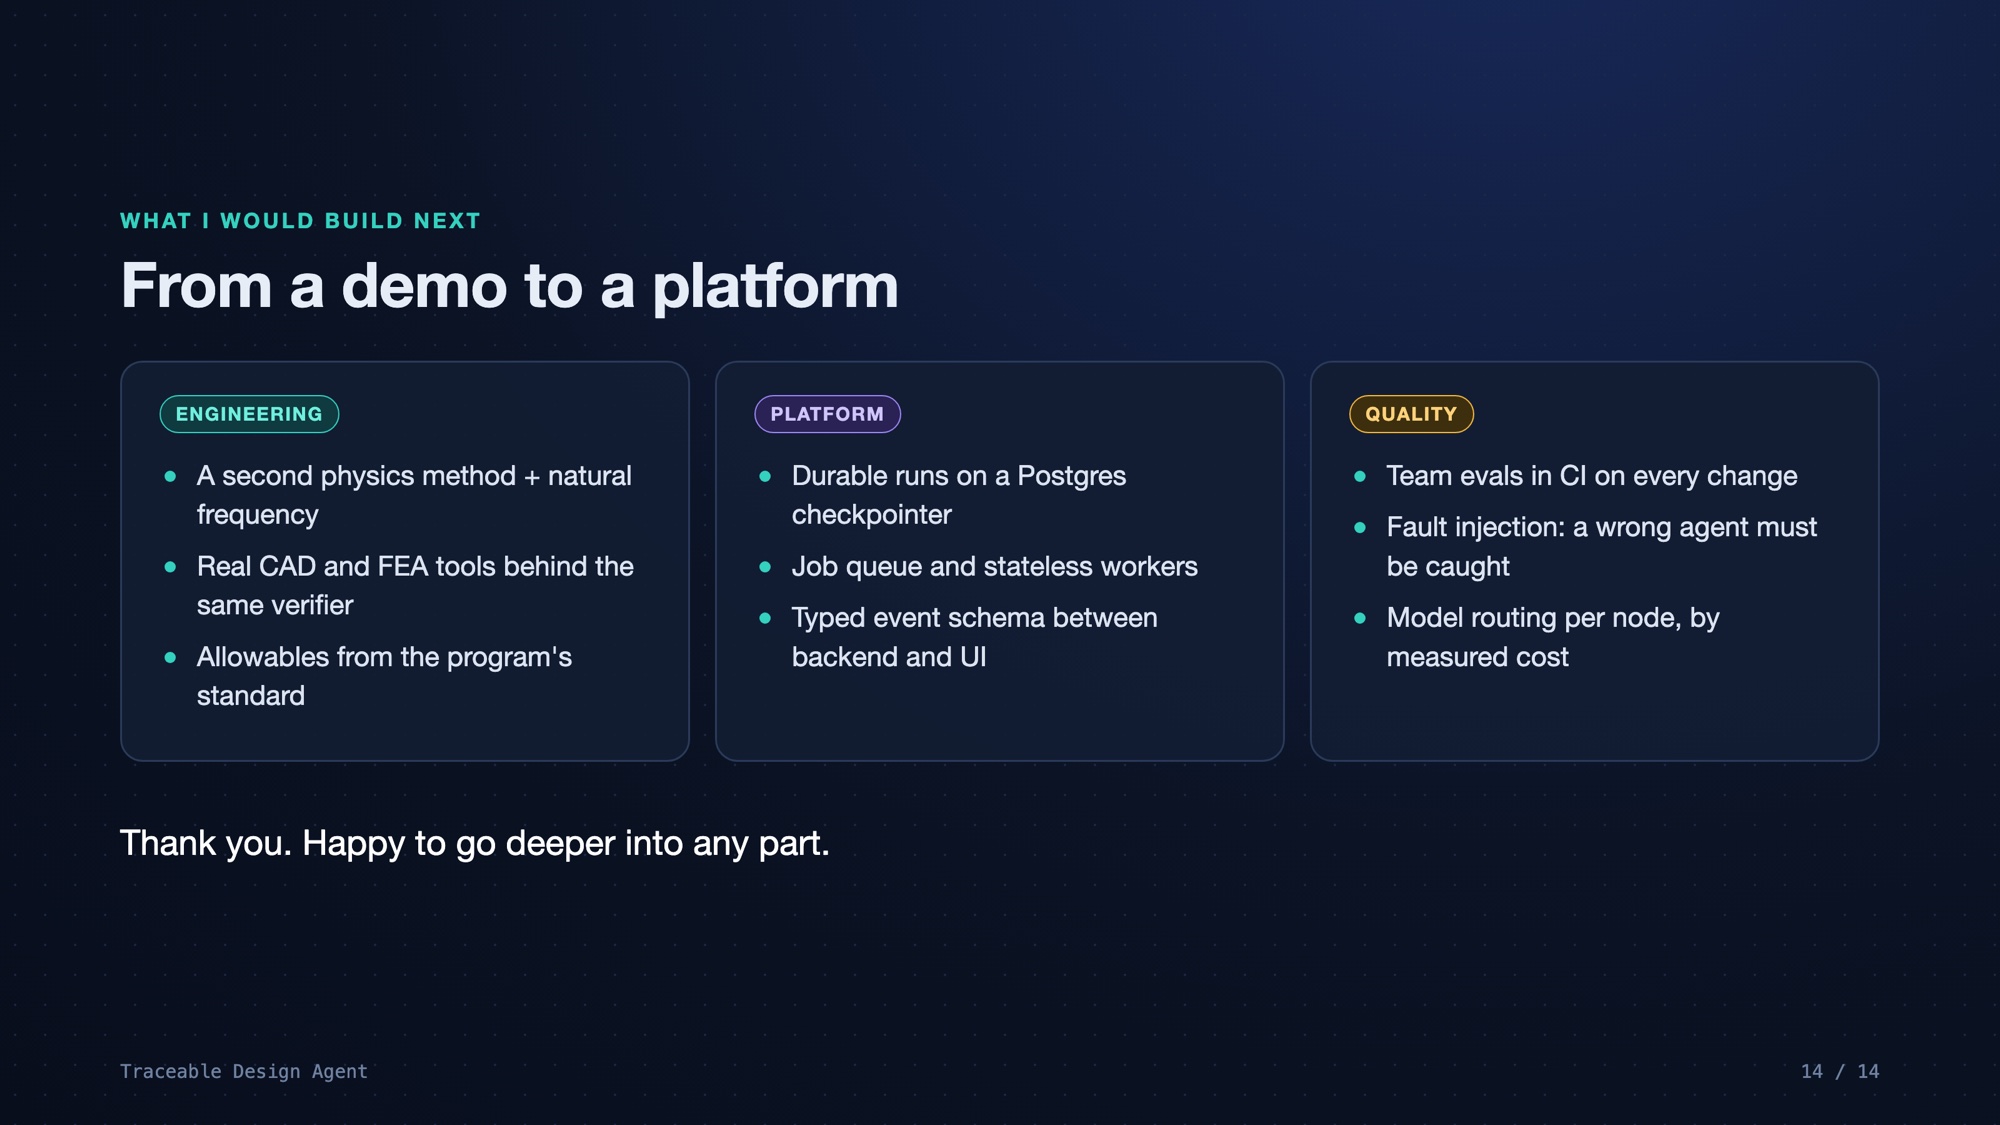 WHAT I WOULD BUILD NEXT
From a demo to a platform
ENGINEERING
• A second physics method + natural
frequency
• Real CAD and FEA tools behind the
same verifier
• Allowables from the program's
standard
PLATFORM
• Durable runs on a Postgres
checkpointer
• Job queue and stateless workers
• Typed event schema between
backend and UI
QUALITY
• Team evals in CI on every change
• Fault injection: a wrong agent must
be caught
• Model routing per node, by
measured cost
Thank you. Happy to go deeper into any part.
Traceable Design Agent
14 / 14